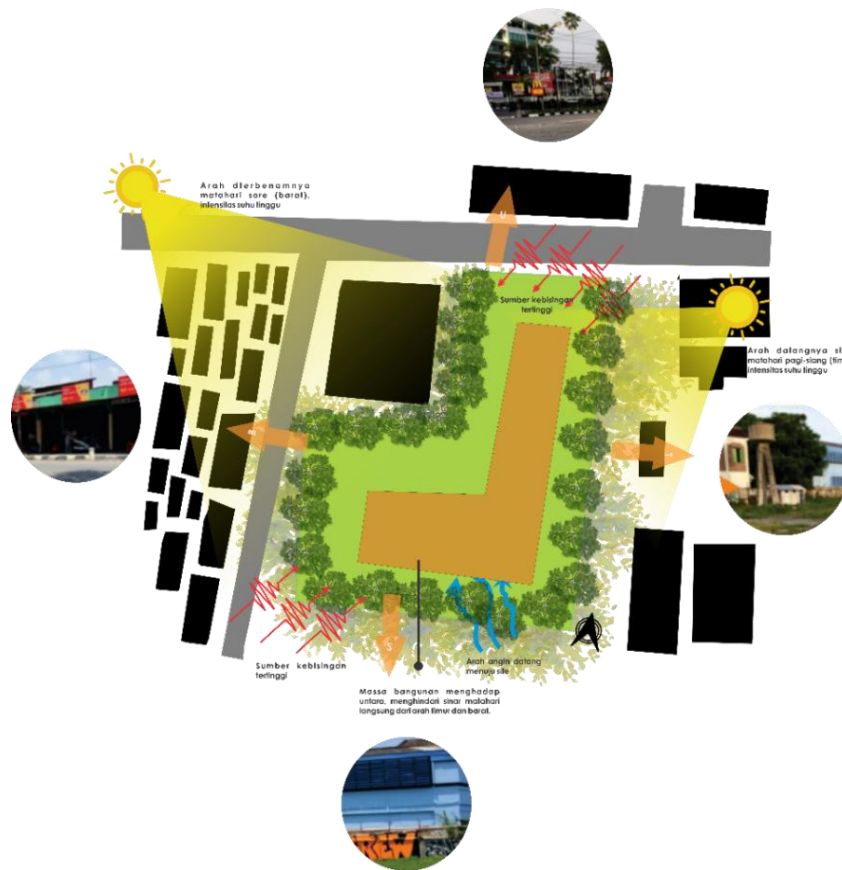 Arah dterbenamnya
matahari sore (barat),
intensitas suhu tinggu
U
Sumber kebisingan
tertinggi
Arah datangnya si
matahari pagi-siang (tim
intensitas suhu tinggu
Sumber kebisingan
tertinggi
S
Arah angin datang
menuju site
Massa bangunan menghadap
untara, menghindari sinar matahari
langsung dari arah timur dan barat.